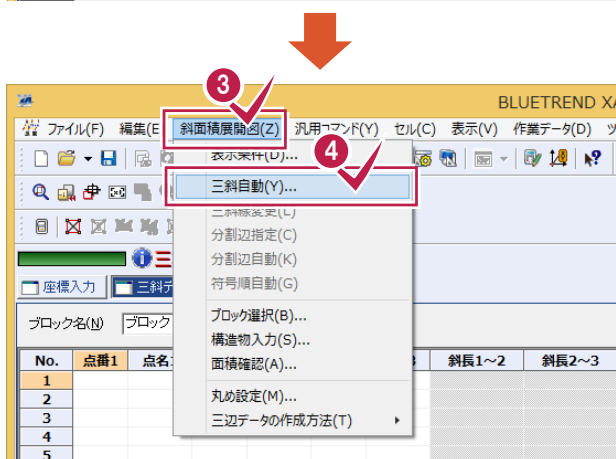 3
BLUETREND XA
ファイル(F) 編集(E 斜面積展開図(Z) 汎用コマンド(Y) セル(C) 表示(V) 作業データ(D) ツ
表示条件(D)...
4
三斜自動(Y)...
三斜線変更(L)
分割辺指定(C)
分割辺自動(K)
符号順自動(G)
三
座標入力 三斜デ
ブロック選択(B)...
ブロック名(N) ブロック
構造物入力(S)...
面積確認(A)...
No. 点番1 点名 斜長1～2 斜長2～3
丸め設定(M)...
三辺データの作成方法(T)
1
2
3
4
5